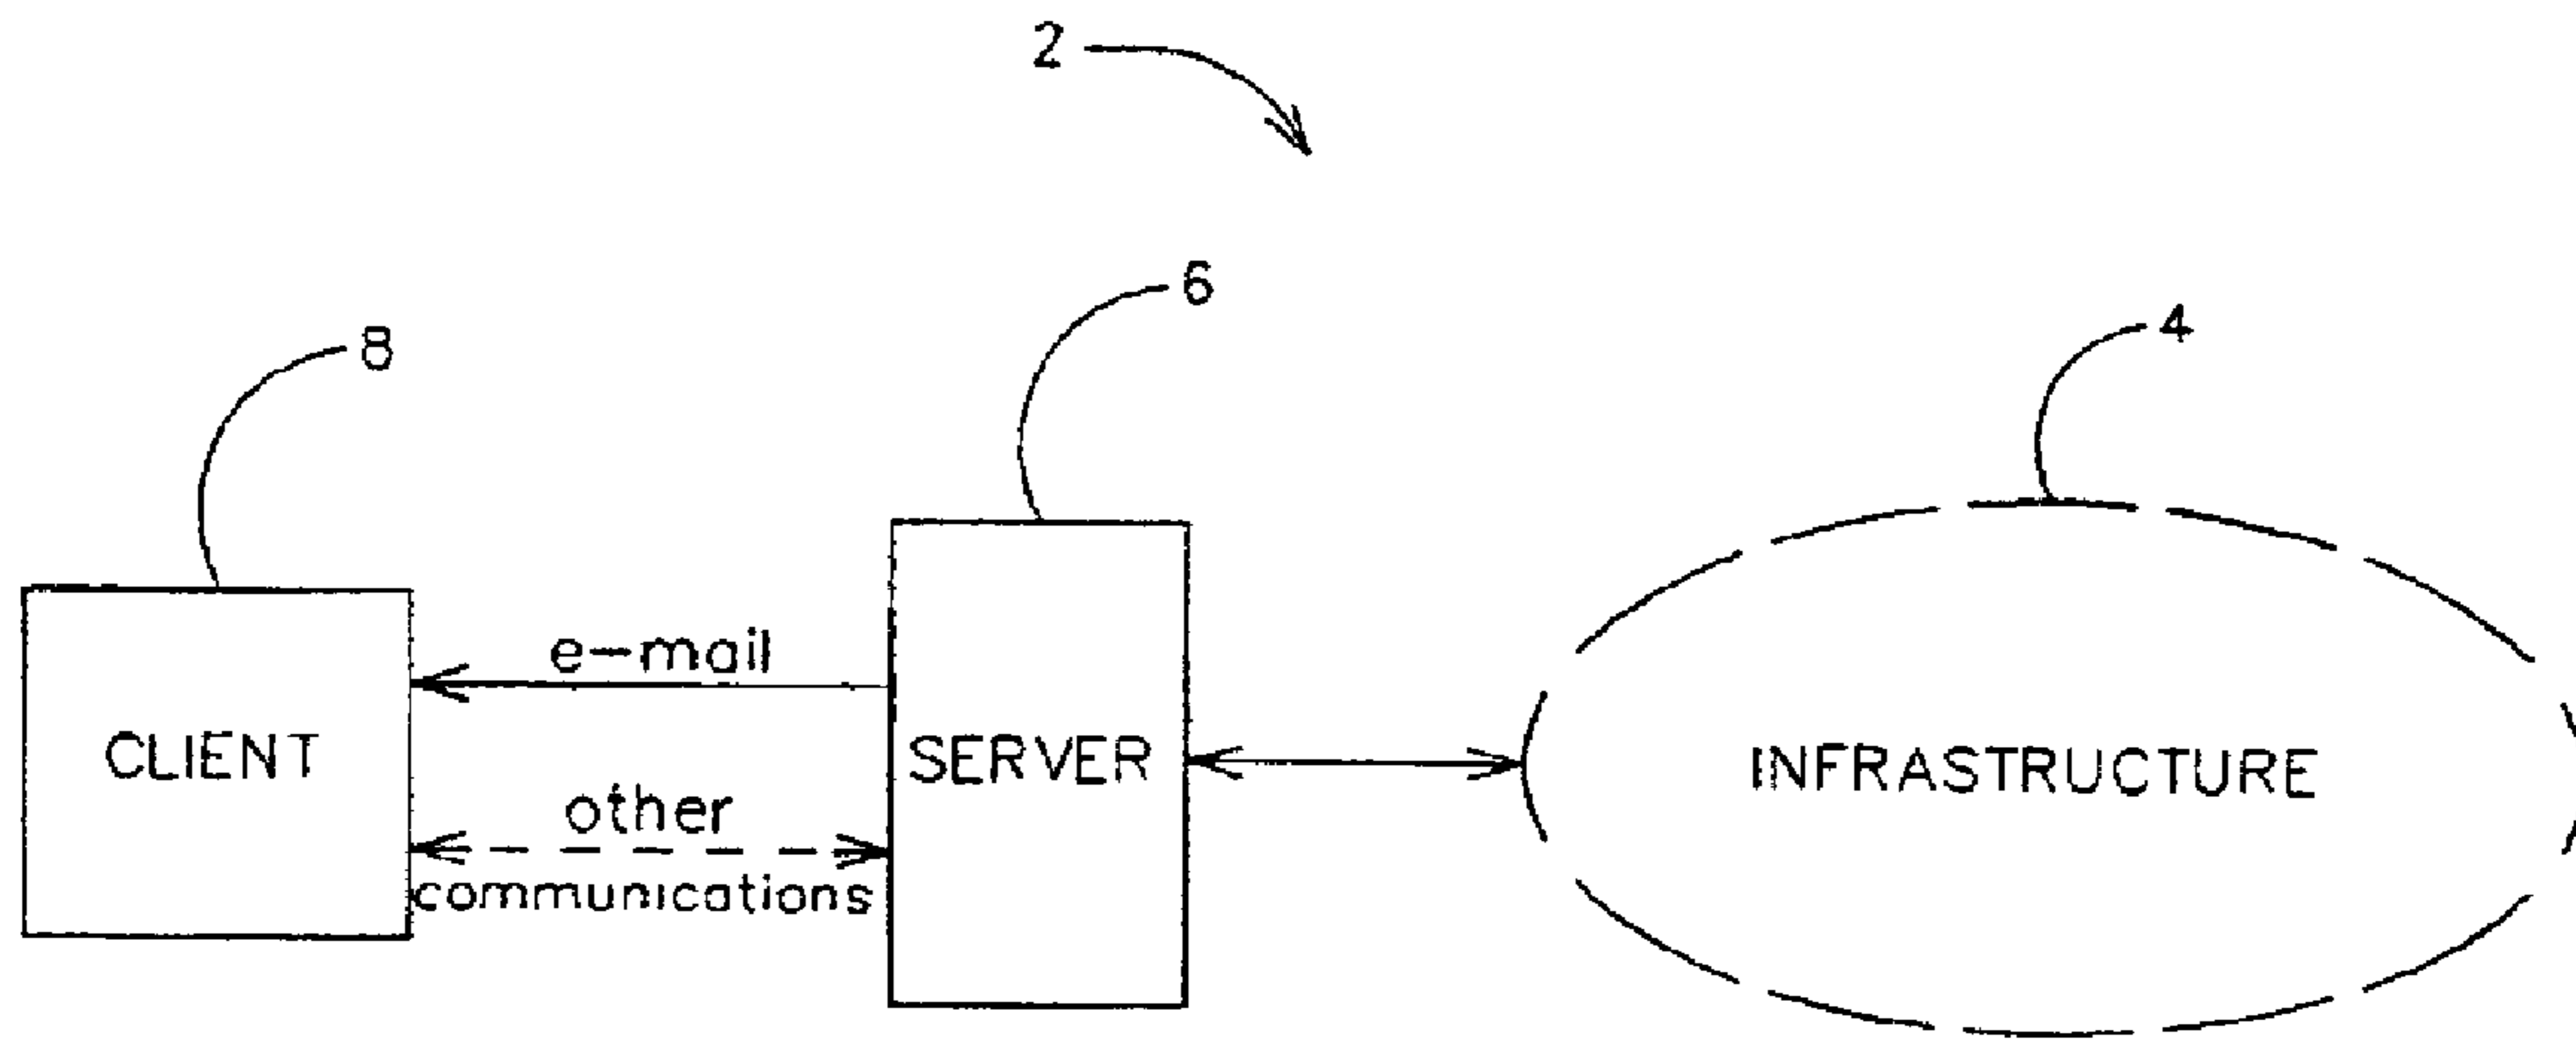 2
6
4
8
e-mail
CLIENT
SERVER
INFRASTRUCTURE
other
communications